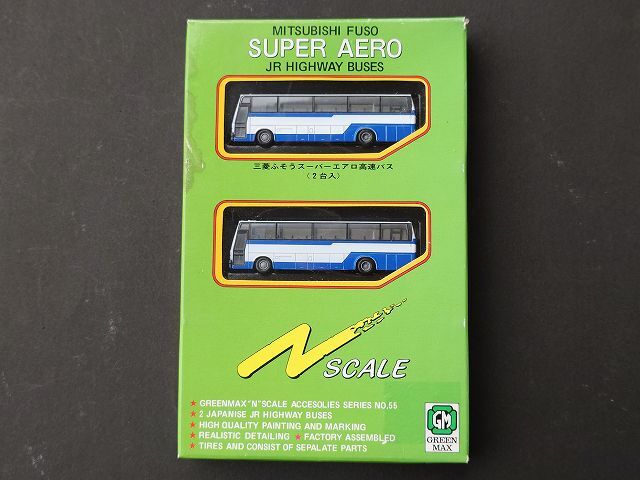 MITSUBISHI FUSO
SUPER AERO
JR HIGHWAY BUSES
三菱ふそうスーパーエアロ高速バス
(2台入)
N SCALE
★ GREENMAX "N" SCALE ACCESOLIES SERIES NO.55
★ 2 JAPANISE JR HIGHWAY BUSES
★ HIGH QUALITY PAINTING AND MARKING
★ REALISTIC DETAILING ★ FACTORY ASSEMBLED
★ TIRES AND CONSIST OF SEPALATE PARTS
GM
GREEN
MAX